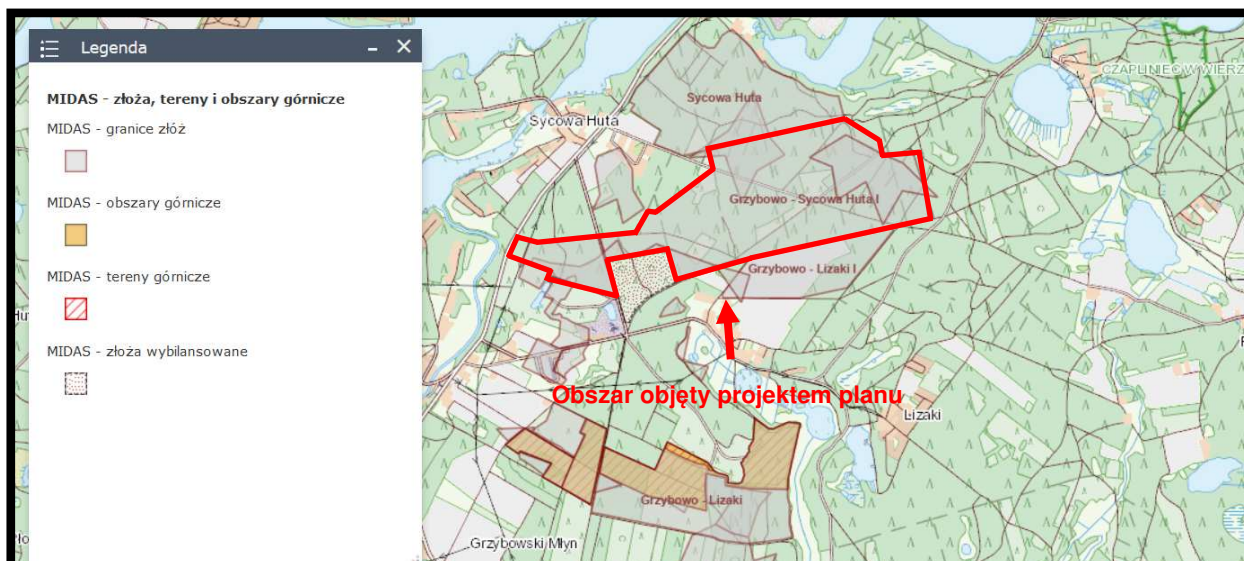 Legenda
MIDAS - złoża, tereny i obszary górnicze
MIDAS - granice złóż
MIDAS - obszary górnicze
MIDAS - tereny górnicze
MIDAS - złoża wybilansowane
CZAPLINIEC W WIERZ
Sycowa Huta
Sycowa Huta
Grzybowo - Sycowa Huta I
Grzybowo - Lizaki I
Obszar objęty projektem planu
Lizaki
Grzybowo - Lizaki
Grzybowski Młyn